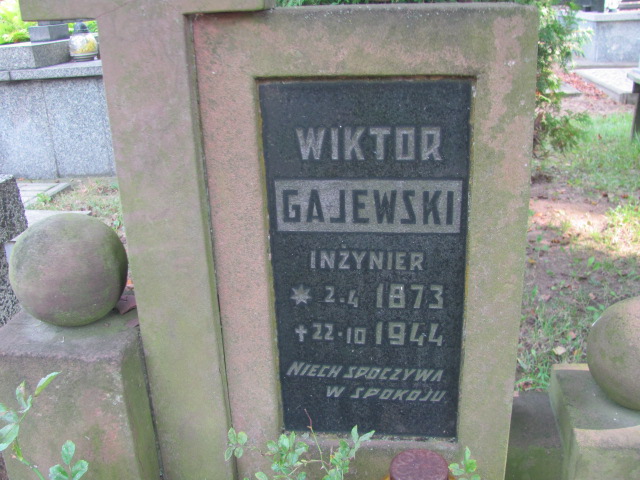 WIKTOR
GAJEWSKI
INŻYNIER
* 2-4 1873
✝ 22-10 1944
NIECH SPOCZYWA
W SPOKOJU